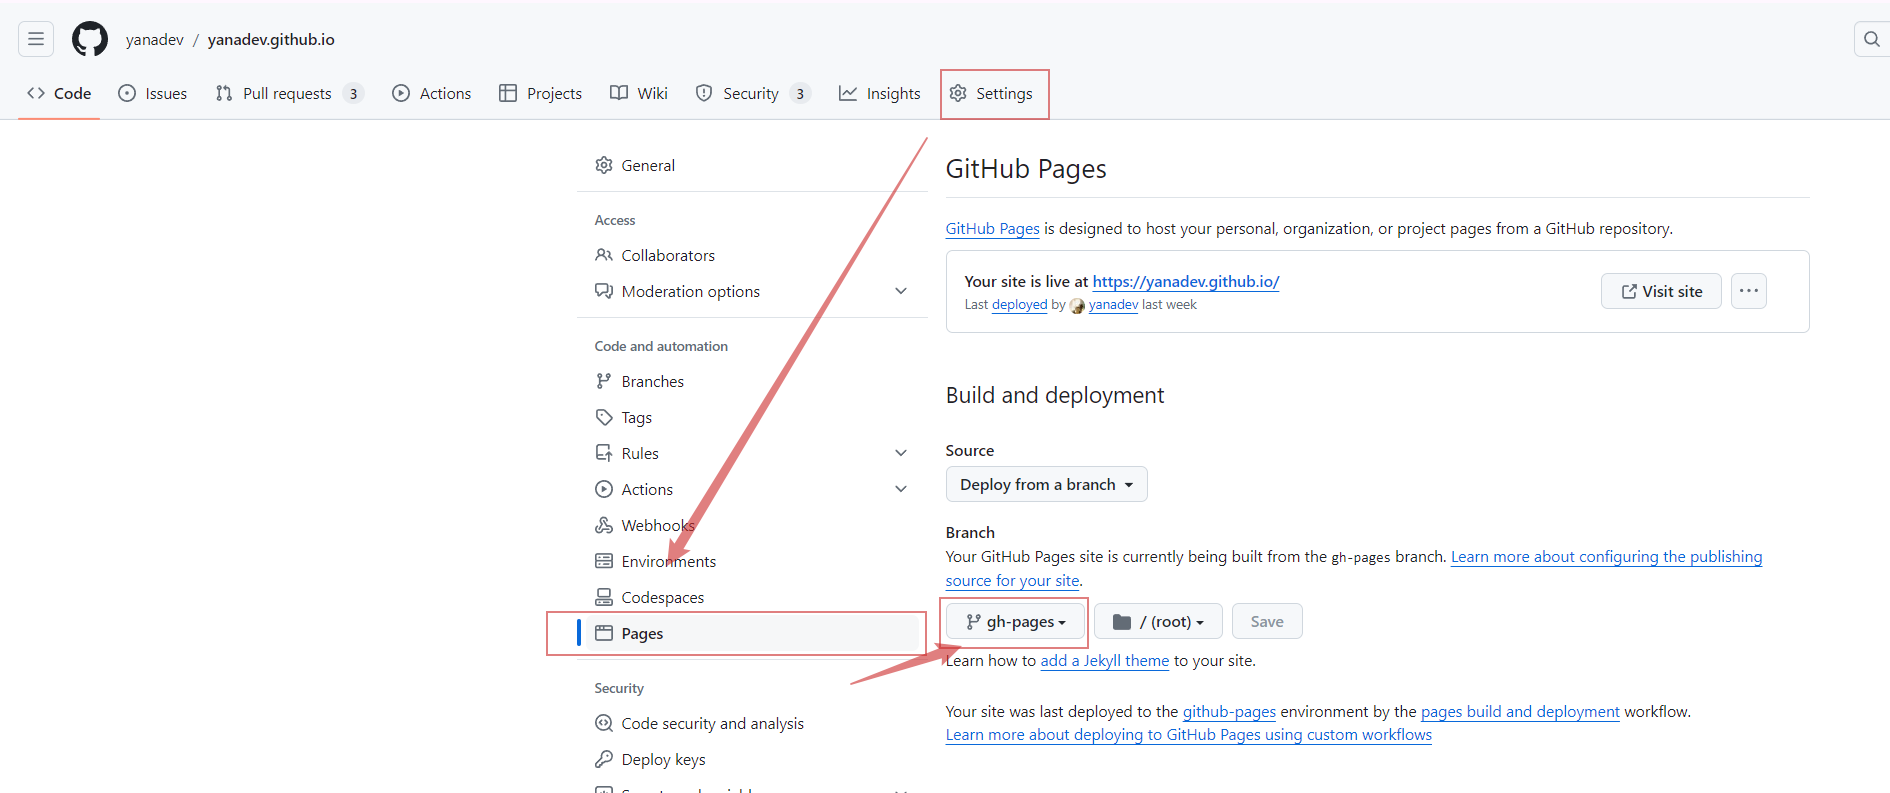 yanadev / yanadev.github.io
Code Issues Pull requests 3 Actions Projects Wiki Security 3 Insights Settings
General
Access
Collaborators
Moderation options
Code and automation
Branches
Tags
Rules
Actions
Webhooks
Environments
Codespaces
Pages
Security
Code security and analysis
Deploy keys
GitHub Pages
GitHub Pages is designed to host your personal, organization, or project pages from a GitHub repository.
Your site is live at https://yanadev.github.io/
Last deployed by yanadev last week
Visit site
Build and deployment
Source
Deploy from a branch
Branch
Your GitHub Pages site is currently being built from the gh-pages branch. Learn more about configuring the publishing
source for your site.
gh-pages / (root) Save
Learn how to add a Jekyll theme to your site.
Your site was last deployed to the github-pages environment by the pages build and deployment workflow.
Learn more about deploying to GitHub Pages using custom workflows